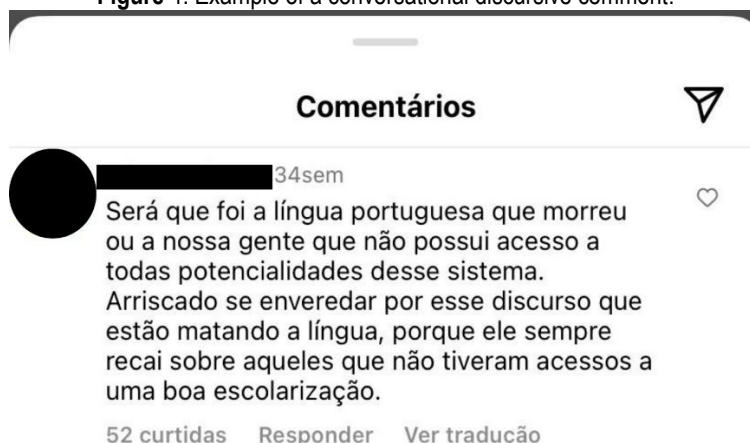 Figure 1. Example of a conversational discursive comment.
Comentários
34sem
Será que foi a língua portuguesa que morreu
ou a nossa gente que não possui acesso a
todas potencialidades desse sistema.
Arriscado se enveredar por esse discurso que
estão matando a língua, porque ele sempre
recai sobre aqueles que não tiveram acessos a
uma boa escolarização.
52 curtidas Responder Ver tradução